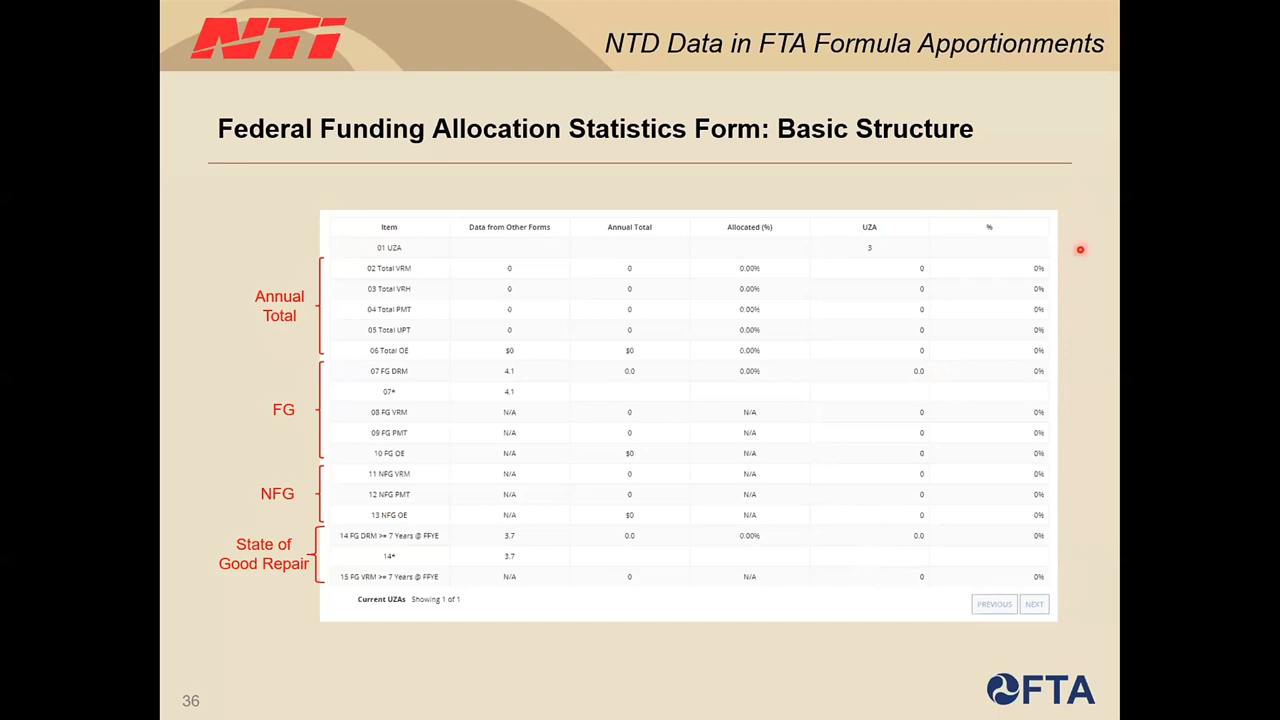 NTI
NTD Data in FTA Formula Apportionments
Federal Funding Allocation Statistics Form: Basic Structure
Item Data from Other Forms Annual Total Allocated (%) UZA %
01 UZA 3
Annual Total
02 Total VRM 0 0 0.00% 0 0%
03 Total VRH 0 0 0.00% 0 0%
04 Total PMT 0 0 0.00% 0 0%
05 Total UPT 0 0 0.00% 0 0%
06 Total OE $0 $0 0.00% 0 0%
FG
07 FG DRM 4.1 0.0 0.00% 0.0 0%
07* 4.1
08 FG VRM N/A 0 N/A 0 0%
09 FG PMT N/A 0 N/A 0 0%
10 FG OE N/A $0 N/A 0 0%
NFG
11 NFG VRM N/A 0 N/A 0 0%
12 NFG PMT N/A 0 N/A 0 0%
13 NFG OE N/A $0 N/A 0 0%
State of Good Repair
14 FG DRM >= 7 Years @ FFYE 3.7 0.0 0.00% 0.0 0%
14* 3.7
15 FG VRM >= 7 Years @ FFYE N/A 0 N/A 0 0%
Current UZAs Showing 1 of 1
PREVIOUS NEXT
36
FTA